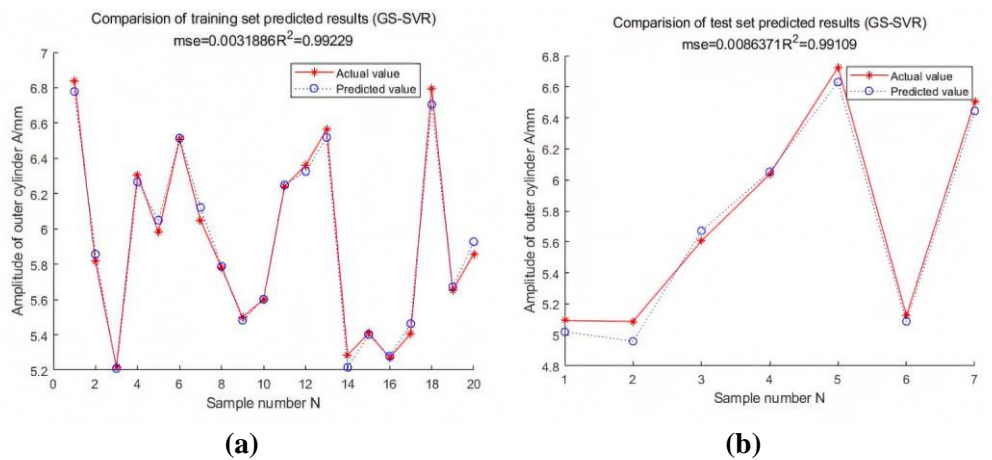 Comparision of training set predicted results (GS-SVR)
mse=0.0031886R²=0.99229
Actual value
Predicted value
Amplitude of outer cylinder A/mm
7
6.8
6.6
6.4
6.2
6
5.8
5.6
5.4
5.2
0 2 4 6 8 10 12 14 16 18 20
Sample number N
(a)
Comparision of test set predicted results (GS-SVR)
mse=0.0086371R²=0.99109
Actual value
Predicted value
Amplitude of outer cylinder A/mm
6.8
6.6
6.4
6.2
6
5.8
5.6
5.4
5.2
5
4.8
1 2 3 4 5 6 7
Sample number N
(b)